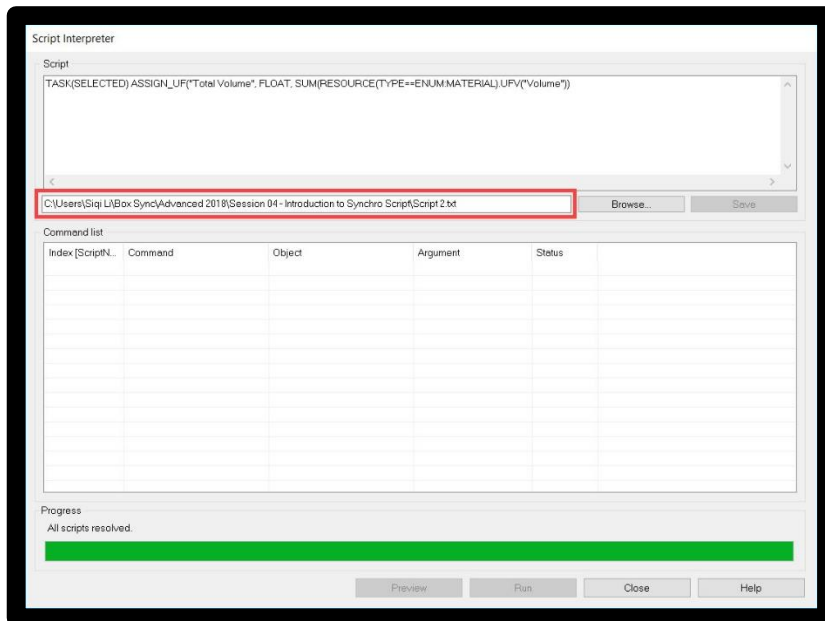 Script Interpreter
Script
TASK(SELECTED) ASSIGN_UF("Total Volume", FLOAT, SUM(RESOURCE(TYPE==ENUM:MATERIAL).UFV("Volume"))
C:\Users\Siqi Li\Box Sync\Advanced 2018\Session 04 - Introduction to Synchro Script\Script 2.txt Browse... Save
Command list
Index [ScriptN... Command Object Argument Status
Progress
All scripts resolved.
Preview Run Close Help